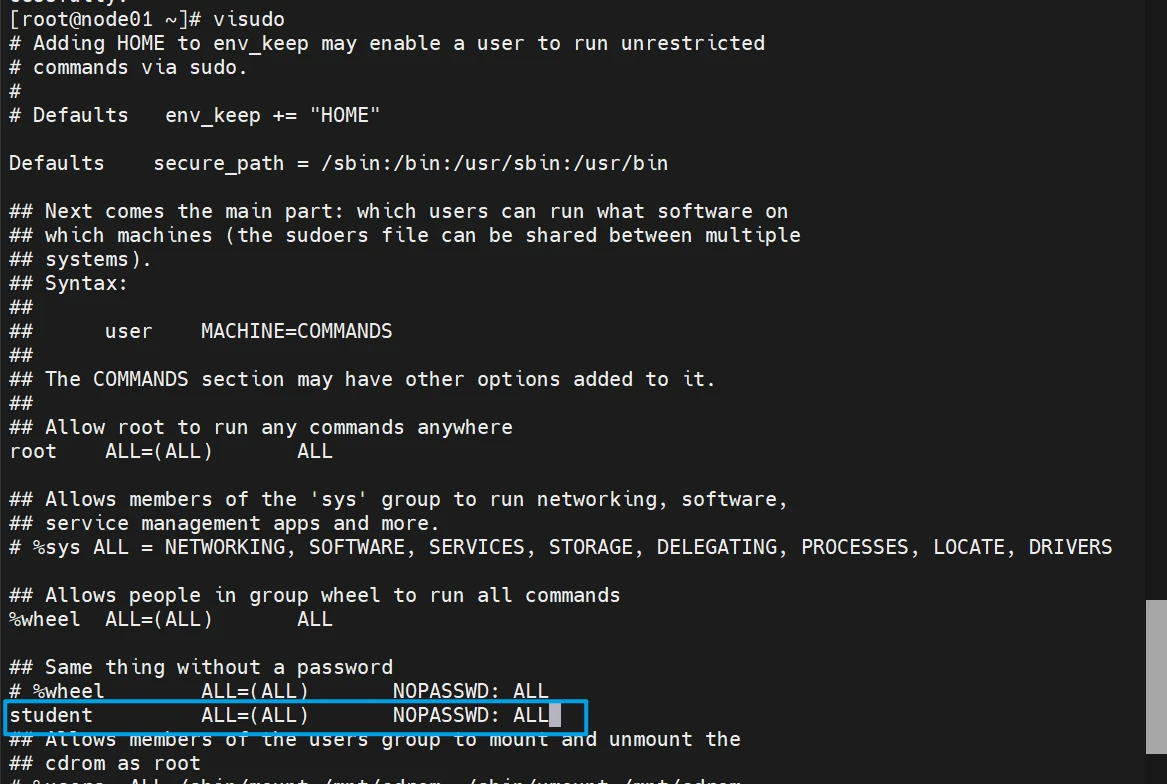 [root@node01 ~]# visudo
# Adding HOME to env_keep may enable a user to run unrestricted
# commands via sudo.
#
# Defaults   env_keep += "HOME"
Defaults    secure_path = /sbin:/bin:/usr/sbin:/usr/bin
## Next comes the main part: which users can run what software on
## which machines (the sudoers file can be shared between multiple
## systems).
## Syntax:
##
##      user    MACHINE=COMMANDS
##
## The COMMANDS section may have other options added to it.
##
## Allow root to run any commands anywhere
root    ALL=(ALL)       ALL
## Allows members of the 'sys' group to run networking, software,
## service management apps and more.
# %sys ALL = NETWORKING, SOFTWARE, SERVICES, STORAGE, DELEGATING, PROCESSES, LOCATE, DRIVERS
## Allows people in group wheel to run all commands
%wheel  ALL=(ALL)       ALL
## Same thing without a password
# %wheel        ALL=(ALL)       NOPASSWD: ALL
student         ALL=(ALL)       NOPASSWD: ALL
## Allows members of the users group to mount and unmount the
## cdrom as root